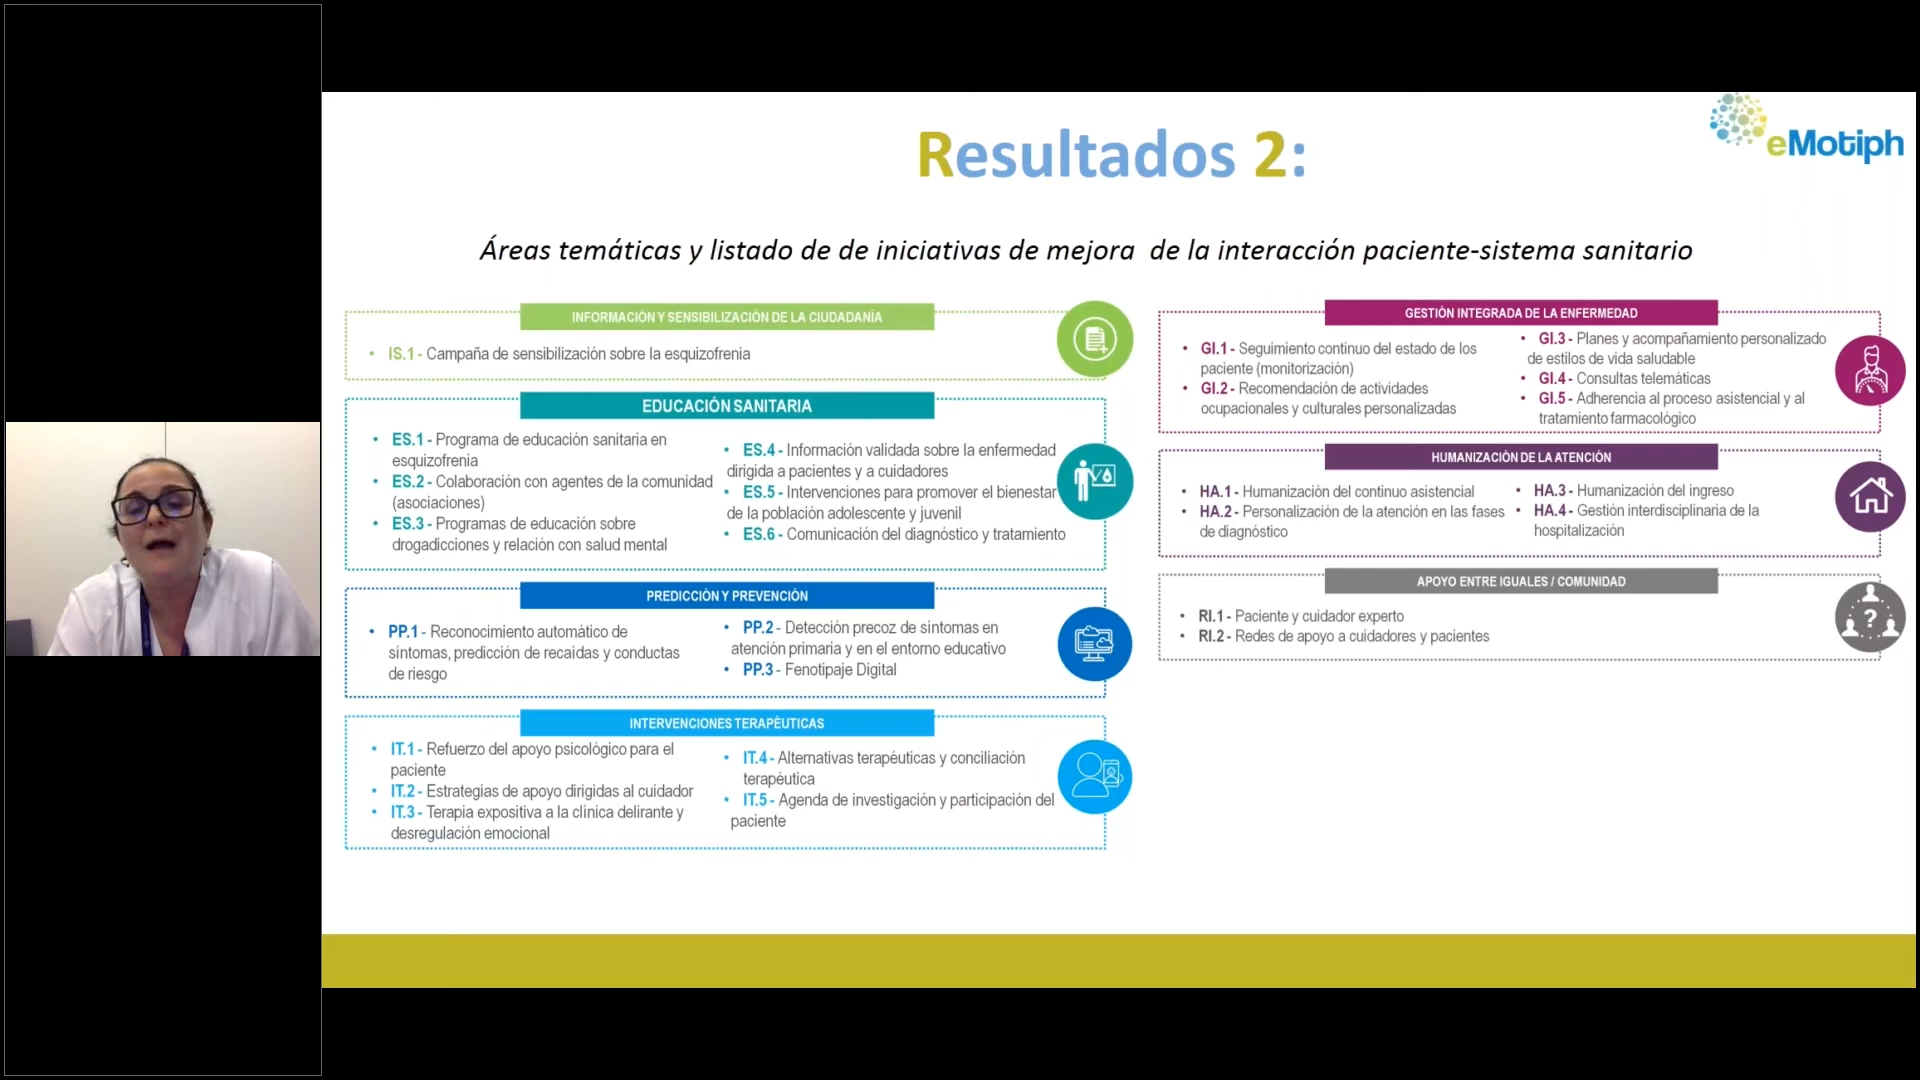 eMotiph
Resultados 2:
Áreas temáticas y listado de de iniciativas de mejora de la interacción paciente-sistema sanitario
INFORMACIÓN Y SENSIBILIZACIÓN DE LA CIUDADANÍA
• IS.1 - Campaña de sensibilización sobre la esquizofrenia
EDUCACIÓN SANITARIA
• ES.1 - Programa de educación sanitaria en
esquizofrenia
• ES.2 - Colaboración con agentes de la comunidad
(asociaciones)
• ES.3 - Programas de educación sobre
drogadicciones y relación con salud mental
• ES.4 - Información validada sobre la enfermedad
dirigida a pacientes y a cuidadores
• ES.5 - Intervenciones para promover el bienestar
de la población adolescente y juvenil
• ES.6 - Comunicación del diagnóstico y tratamiento
PREDICCIÓN Y PREVENCIÓN
• PP.1 - Reconocimiento automático de
síntomas, predicción de recaídas y conductas
de riesgo
• PP.2 - Detección precoz de síntomas en
atención primaria y en el entorno educativo
• PP.3 - Fenotipaje Digital
INTERVENCIONES TERAPÉUTICAS
• IT.1 - Refuerzo del apoyo psicológico para el
paciente
• IT.2 - Estrategias de apoyo dirigidas al cuidador
• IT.3 - Terapia expositiva a la clínica delirante y
desregulación emocional
• IT.4 - Alternativas terapéuticas y conciliación
terapéutica
• IT.5 - Agenda de investigación y participación del
paciente
GESTIÓN INTEGRADA DE LA ENFERMEDAD
• GI.1 - Seguimiento continuo del estado de los
paciente (monitorización)
• GI.2 - Recomendación de actividades
ocupacionales y culturales personalizadas
• GI.3 - Planes y acompañamiento personalizado
de estilos de vida saludable
• GI.4 - Consultas telemáticas
• GI.5 - Adherencia al proceso asistencial y al
tratamiento farmacológico
HUMANIZACIÓN DE LA ATENCIÓN
• HA.1 - Humanización del continuo asistencial
• HA.2 - Personalización de la atención en las fases
de diagnóstico
• HA.3 - Humanización del ingreso
• HA.4 - Gestión interdisciplinaria de la
hospitalización
APOYO ENTRE IGUALES / COMUNIDAD
• RI.1 - Paciente y cuidador experto
• RI.2 - Redes de apoyo a cuidadores y pacientes
?